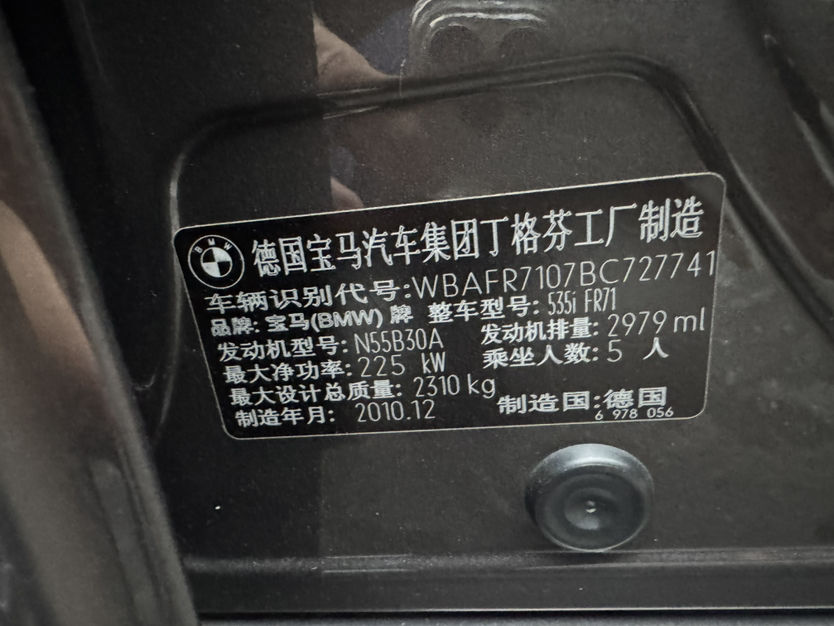 BMW
德国宝马汽车集团丁格芬工厂制造
车辆识别代号:WBAFR7107BC727741
品牌:宝马(BMW)牌 整车型号:535i FR71
发动机型号:N55B30A 发动机排量:2979ml
最大净功率:225 kW 乘坐人数:5 人
最大设计总质量:2310kg
制造年月:2010.12 制造国:德国
6 978 056